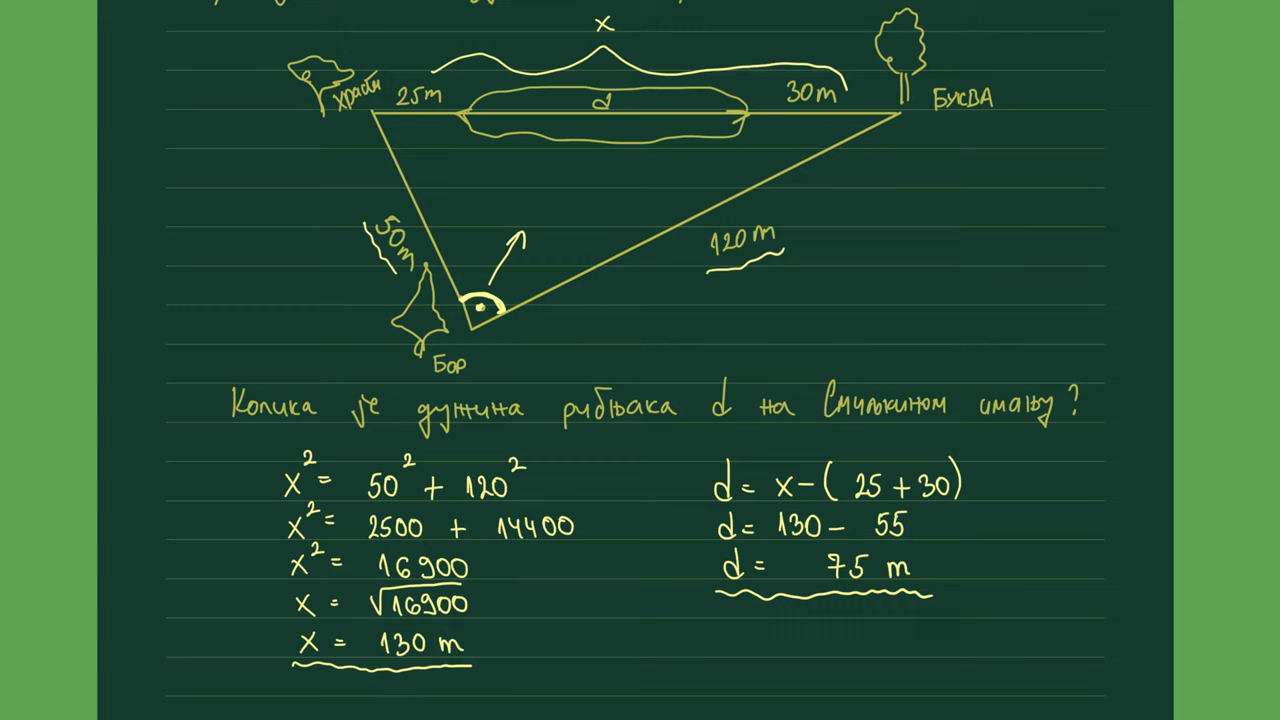 x
храст
25m
d
30m
БУКВА
50m
120m
Бор
Колика је дужина рибњака d на Смиљкином имању?
x² = 50² + 120²
x² = 2500 + 14400
x² = 16900
x = √16900
x = 130 m
d = x - (25 + 30)
d = 130 - 55
d = 75 m